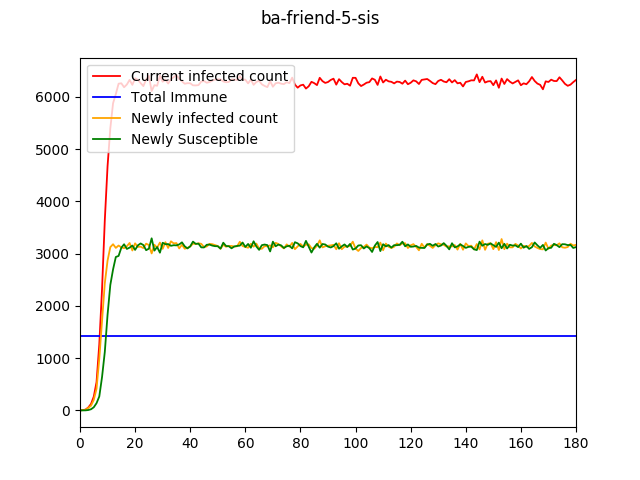 ba-friend-5-sis
Current infected count
Total Immune
Newly infected count
Newly Susceptible
6000
5000
4000
3000
2000
1000
0
0 20 40 60 80 100 120 140 160 180